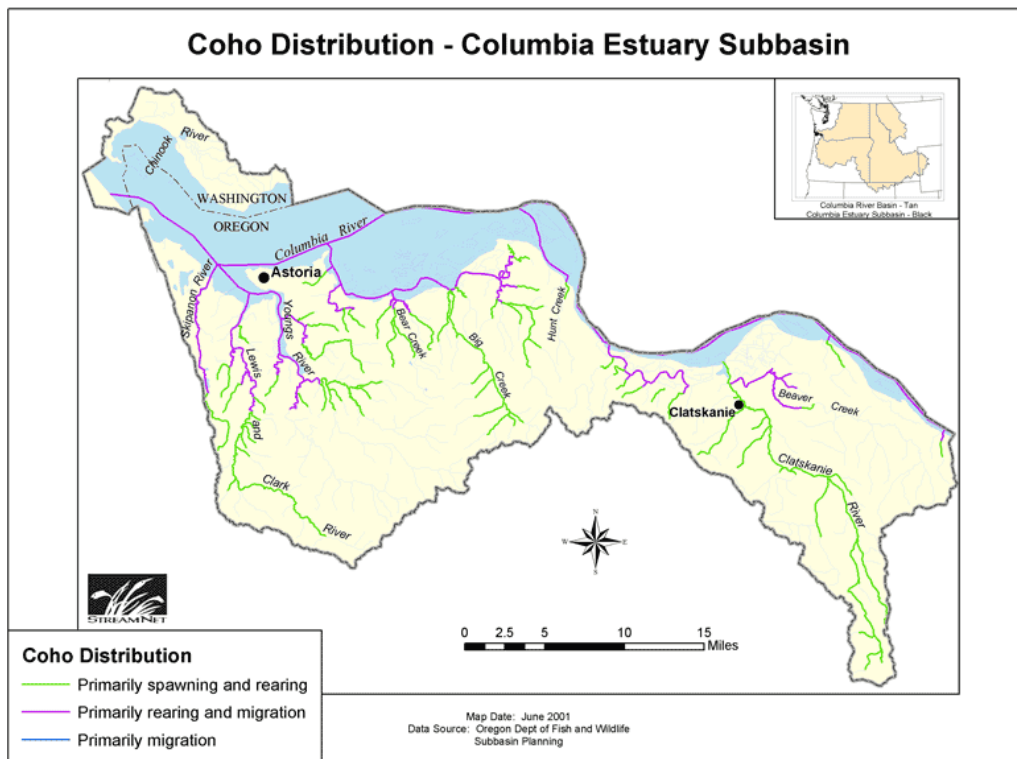 Coho Distribution - Columbia Estuary Subbasin
Chinook River
WASHINGTON
OREGON
Columbia River
Astoria
Skipanon River
Youngs River
Lewis and Clark River
Bear Creek
Big Creek
Hunt Creek
Clatskanie
Beaver Creek
Clatskanie River
Columbia River Basin - Tan
Columbia Estuary Subbasin - Black
N
W E
S
0 2.5 5 10 15
Miles
STREAMNET
Coho Distribution
Primarily spawning and rearing
Primarily rearing and migration
Primarily migration
Map Date: June 2001
Data Source: Oregon Dept of Fish and Wildlife
Subbasin Planning